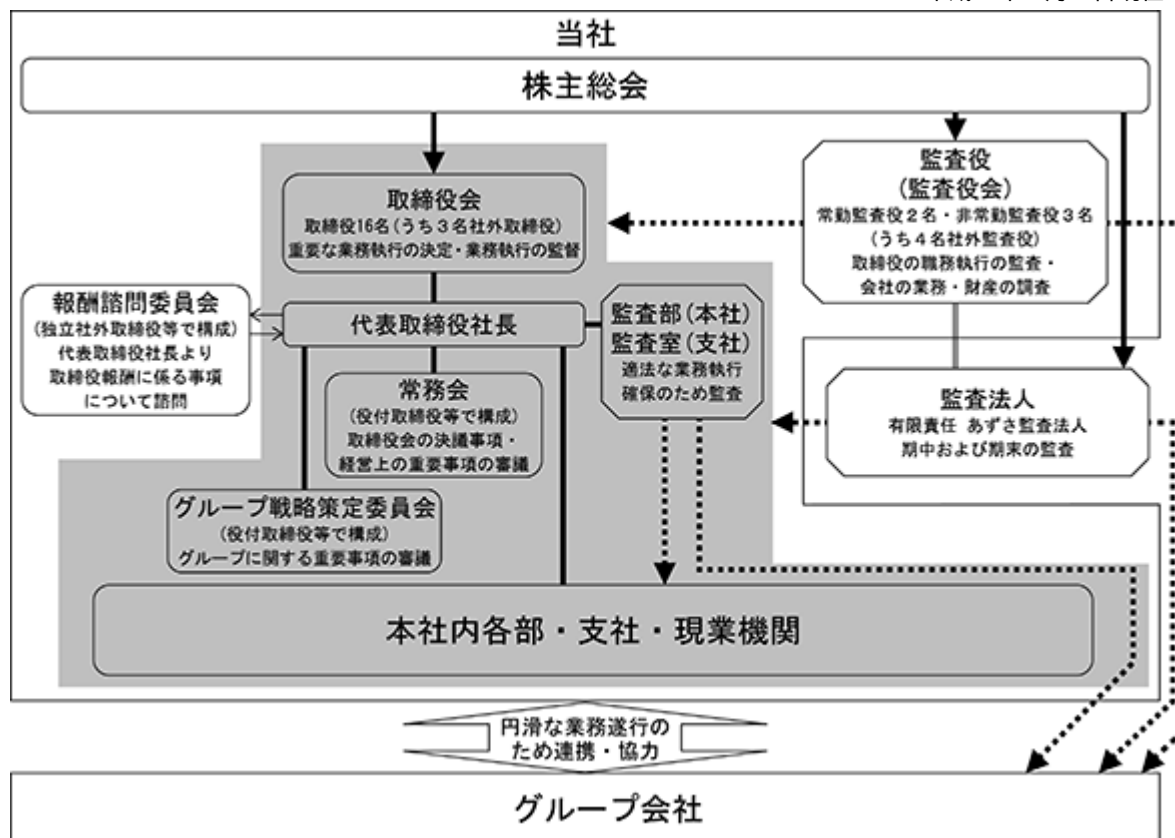 当社
株主総会
取締役会
取締役16名(うち3名社外取締役)
重要な業務執行の決定・業務執行の監督
監査役
(監査役会)
常勤監査役2名・非常勤監査役3名
(うち4名社外監査役)
取締役の職務執行の監査・
会社の業務・財産の調査
報酬諮問委員会
(独立社外取締役等で構成)
代表取締役社長より
取締役報酬に係る事項
について諮問
代表取締役社長
監査部(本社)
監査室(支社)
適法な業務執行
確保のため監査
常務会
(役付取締役等で構成)
取締役会の決議事項・
経営上の重要事項の審議
監査法人
有限責任 あずさ監査法人
期中および期末の監査
グループ戦略策定委員会
(役付取締役等で構成)
グループに関する重要事項の審議
本社内各部・支社・現業機関
円滑な業務遂行の
ため連携・協力
グループ会社